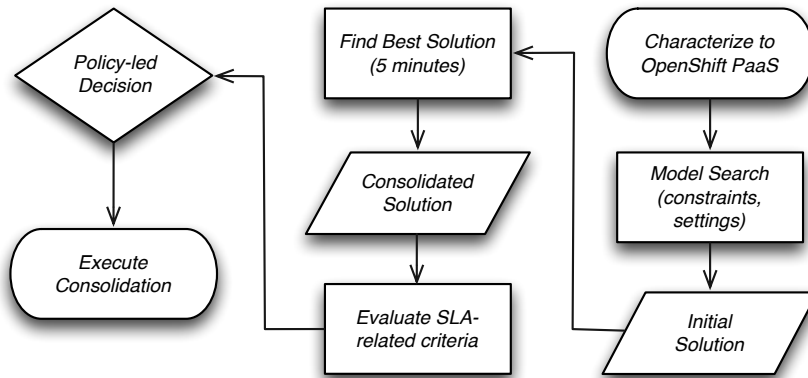 Policy-led
Decision
Execute
Consolidation
Find Best Solution
(5 minutes)
Consolidated
Solution
Evaluate SLA-
related criteria
Characterize to
OpenShift PaaS
Model Search
(constraints,
settings)
Initial
Solution